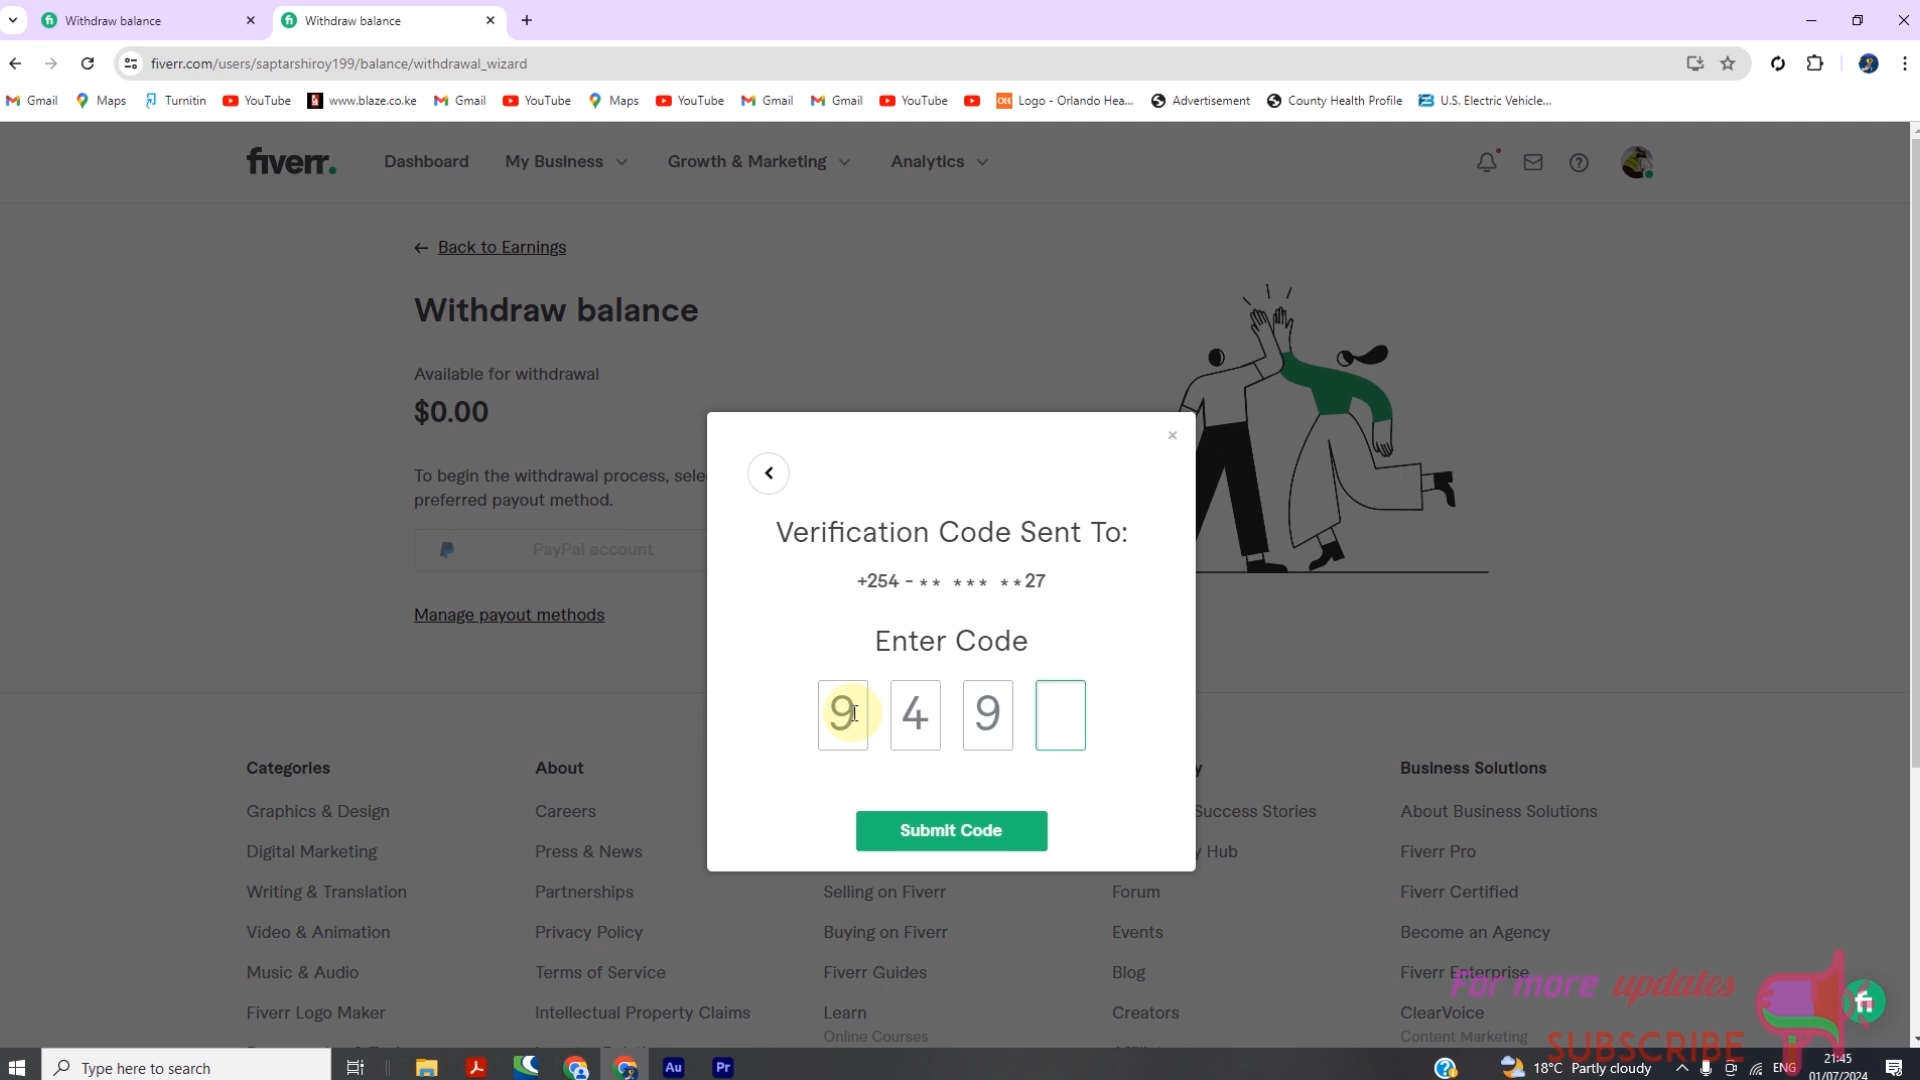 Withdraw balance
Withdraw balance
fiverr.com/users/saptarshiroy199/balance/withdrawal_wizard
Gmail Maps Turnitin YouTube www.blaze.co.ke Gmail YouTube Maps YouTube Gmail Gmail YouTube Logo - Orlando Hea... Advertisement County Health Profile U.S. Electric Vehicle...
fiverr. Dashboard My Business Growth & Marketing Analytics
← Back to Earnings
Withdraw balance
Available for withdrawal
$0.00
To begin the withdrawal process, sele
preferred payout method.
PayPal account
Manage payout methods
Verification Code Sent To:
+254 - ** *** **27
Enter Code
9 4 9
Submit Code
Categories
Graphics & Design
Digital Marketing
Writing & Translation
Video & Animation
Music & Audio
Fiverr Logo Maker
About
Careers
Press & News
Partnerships
Privacy Policy
Terms of Service
Intellectual Property Claims
Selling on Fiverr
Buying on Fiverr
Fiverr Guides
Learn
Online Courses
y
Success Stories
y Hub
Forum
Events
Blog
Creators
Business Solutions
About Business Solutions
Fiverr Pro
Fiverr Certified
Become an Agency
Fiverr Enterprise
ClearVoice
Content Marketing
For more updates
SUBSCRIBE
fi
Type here to search
Au
Pr
18°C Partly cloudy
ENG
21:45
01/07/2024